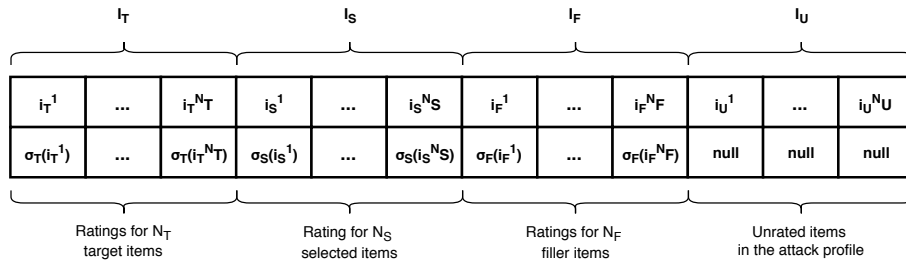 I_T I_S I_F I_U
i_T^1 ... i_T^N_T i_S^1 ... i_S^N_S i_F^1 ... i_F^N_F i_U^1 ... i_U^N_U
σ_T(i_T^1) ... σ_T(i_T^N_T) σ_S(i_S^1) ... σ_S(i_S^N_S) σ_F(i_F^1) ... σ_F(i_F^N_F) null null null
Ratings for N_T
target items
Rating for N_S
selected items
Ratings for N_F
filler items
Unrated items
in the attack profile